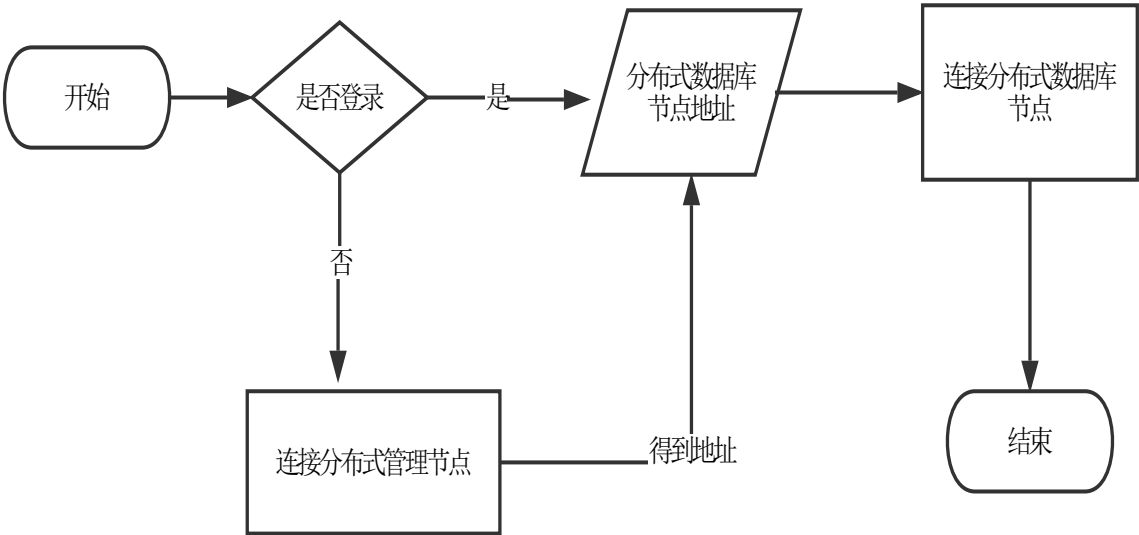 开始
是否登录
是
分布式数据库
节点地址
连接分布式数据库
节点
否
连接分布式管理节点
得到地址
结束